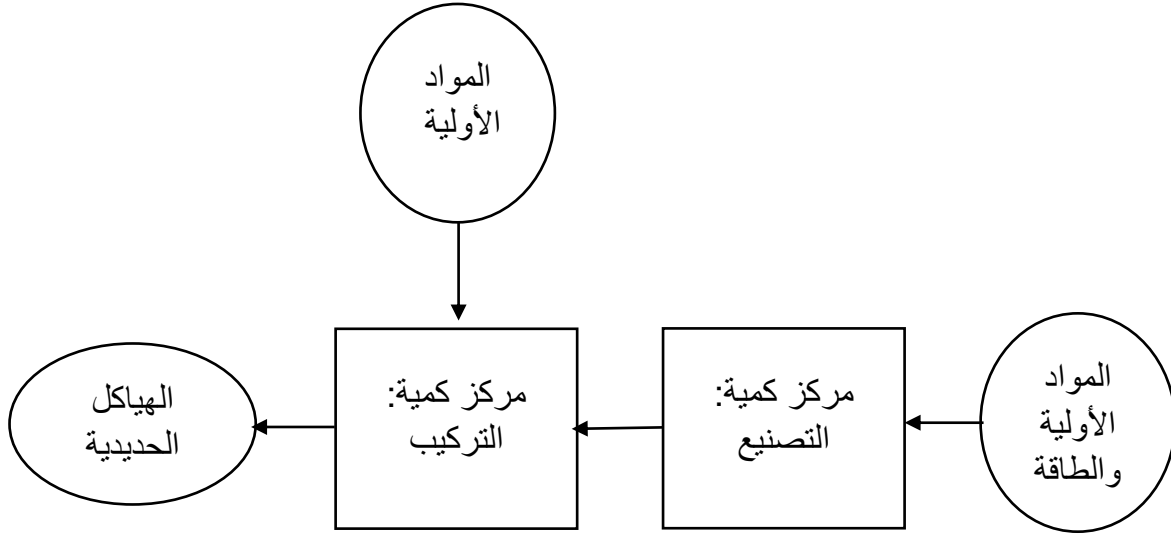 المواد
الأولية
المواد
الأولية
والطاقة
مركز كمية:
التصنيع
مركز كمية:
التركيب
الهياكل
الحديدية